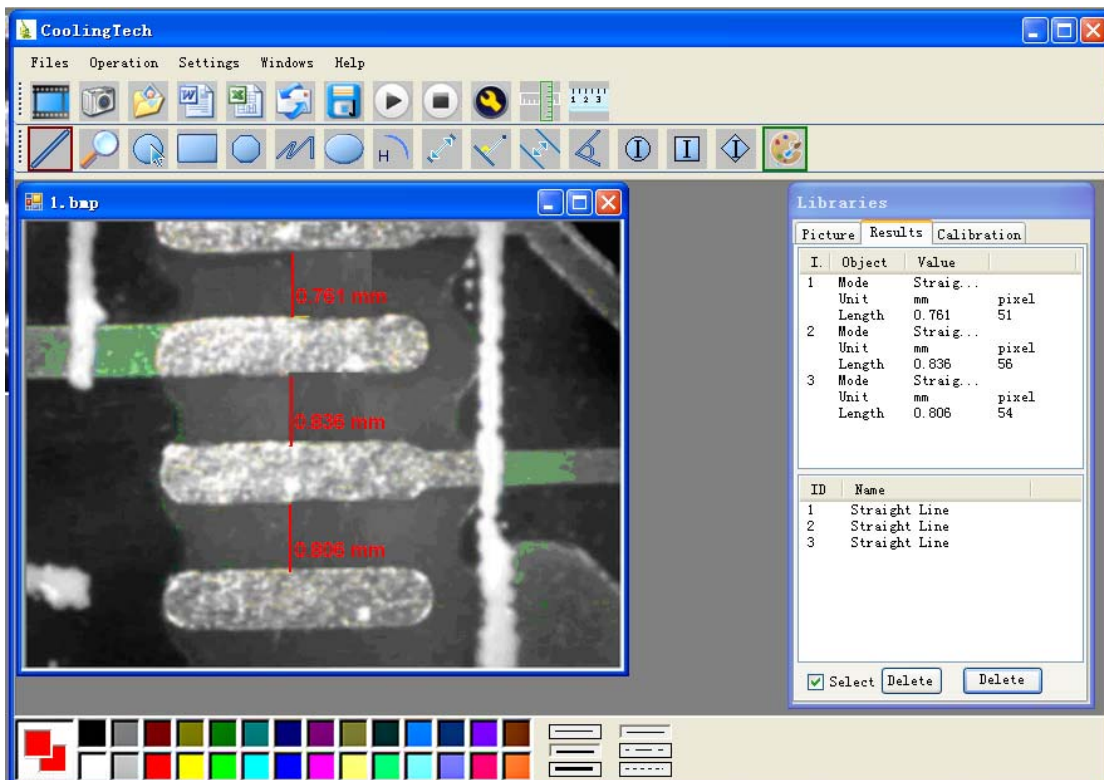 CoolingTech
Files Operation Settings Windows Help
1 2 3
H
1.bmp
0.761 mm
0.836 mm
0.806 mm
Libraries
Picture Results Calibration
I. Object Value
1 Mode Straig...
Unit mm pixel
Length 0.761 51
2 Mode Straig...
Unit mm pixel
Length 0.836 56
3 Mode Straig...
Unit mm pixel
Length 0.806 54
ID Name
1 Straight Line
2 Straight Line
3 Straight Line
Select Delete Delete